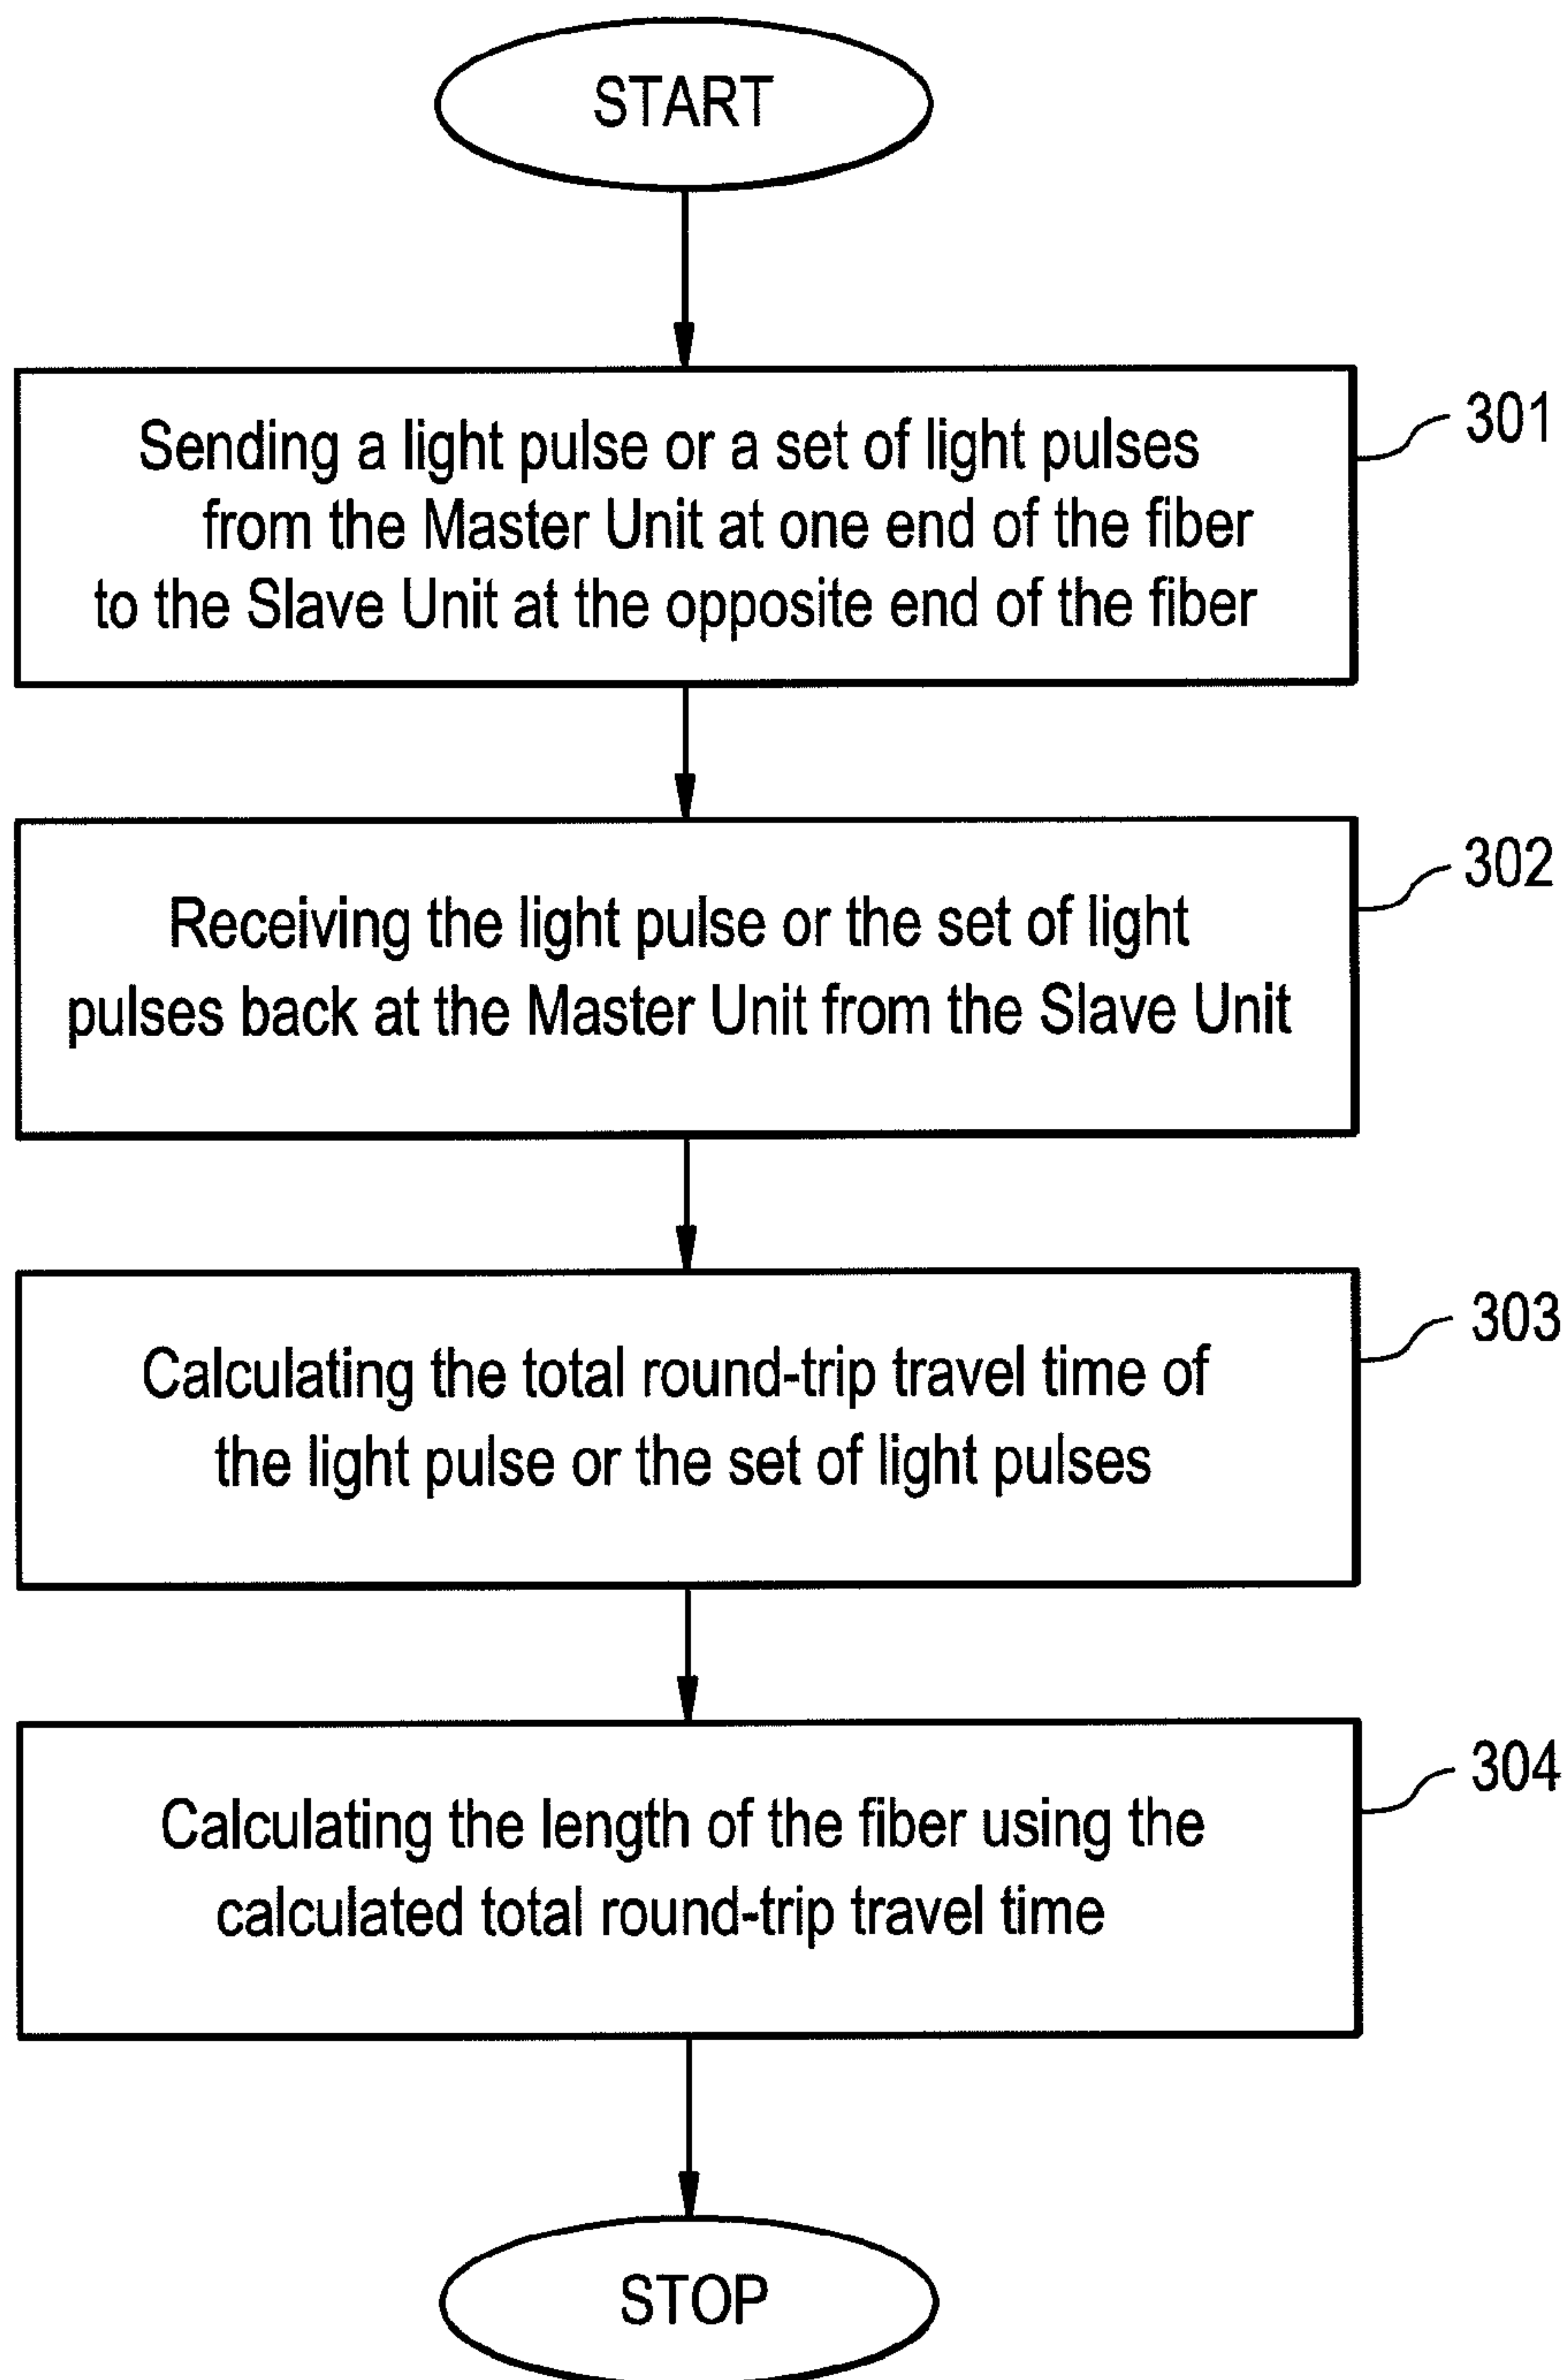 START
Sending a light pulse or a set of light pulses
from the Master Unit at one end of the fiber
to the Slave Unit at the opposite end of the fiber
301
Receiving the light pulse or the set of light
pulses back at the Master Unit from the Slave Unit
302
Calculating the total round-trip travel time of
the light pulse or the set of light pulses
303
Calculating the length of the fiber using the
calculated total round-trip travel time
304
STOP